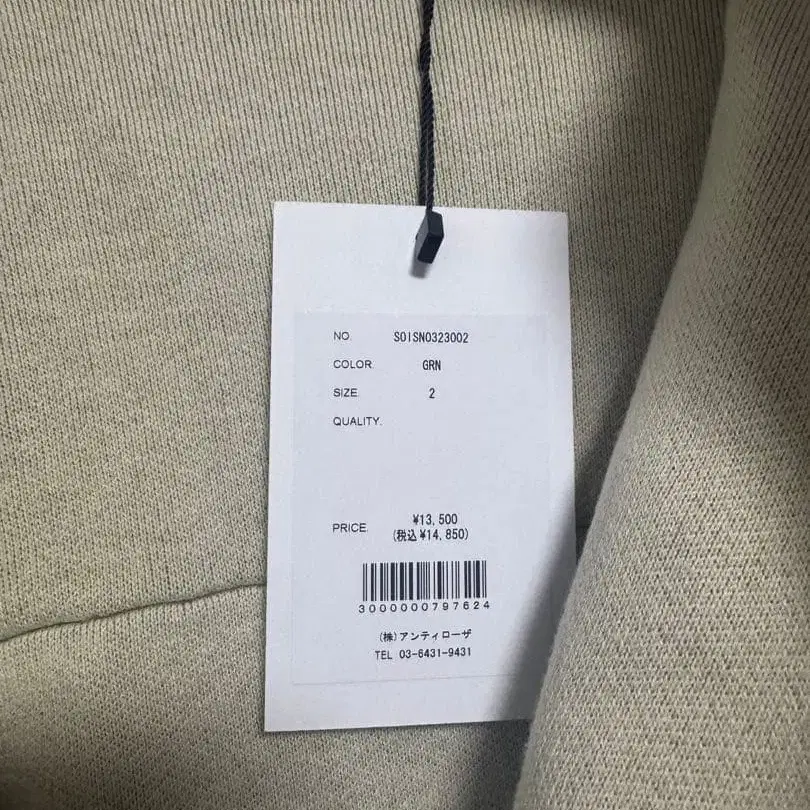 NO. SOISNO323002
COLOR. GRN
SIZE. 2
QUALITY.
PRICE. ¥13,500
(税込 ¥14,850)
3000000797624
(株)アンティローザ
TEL 03-6431-9431